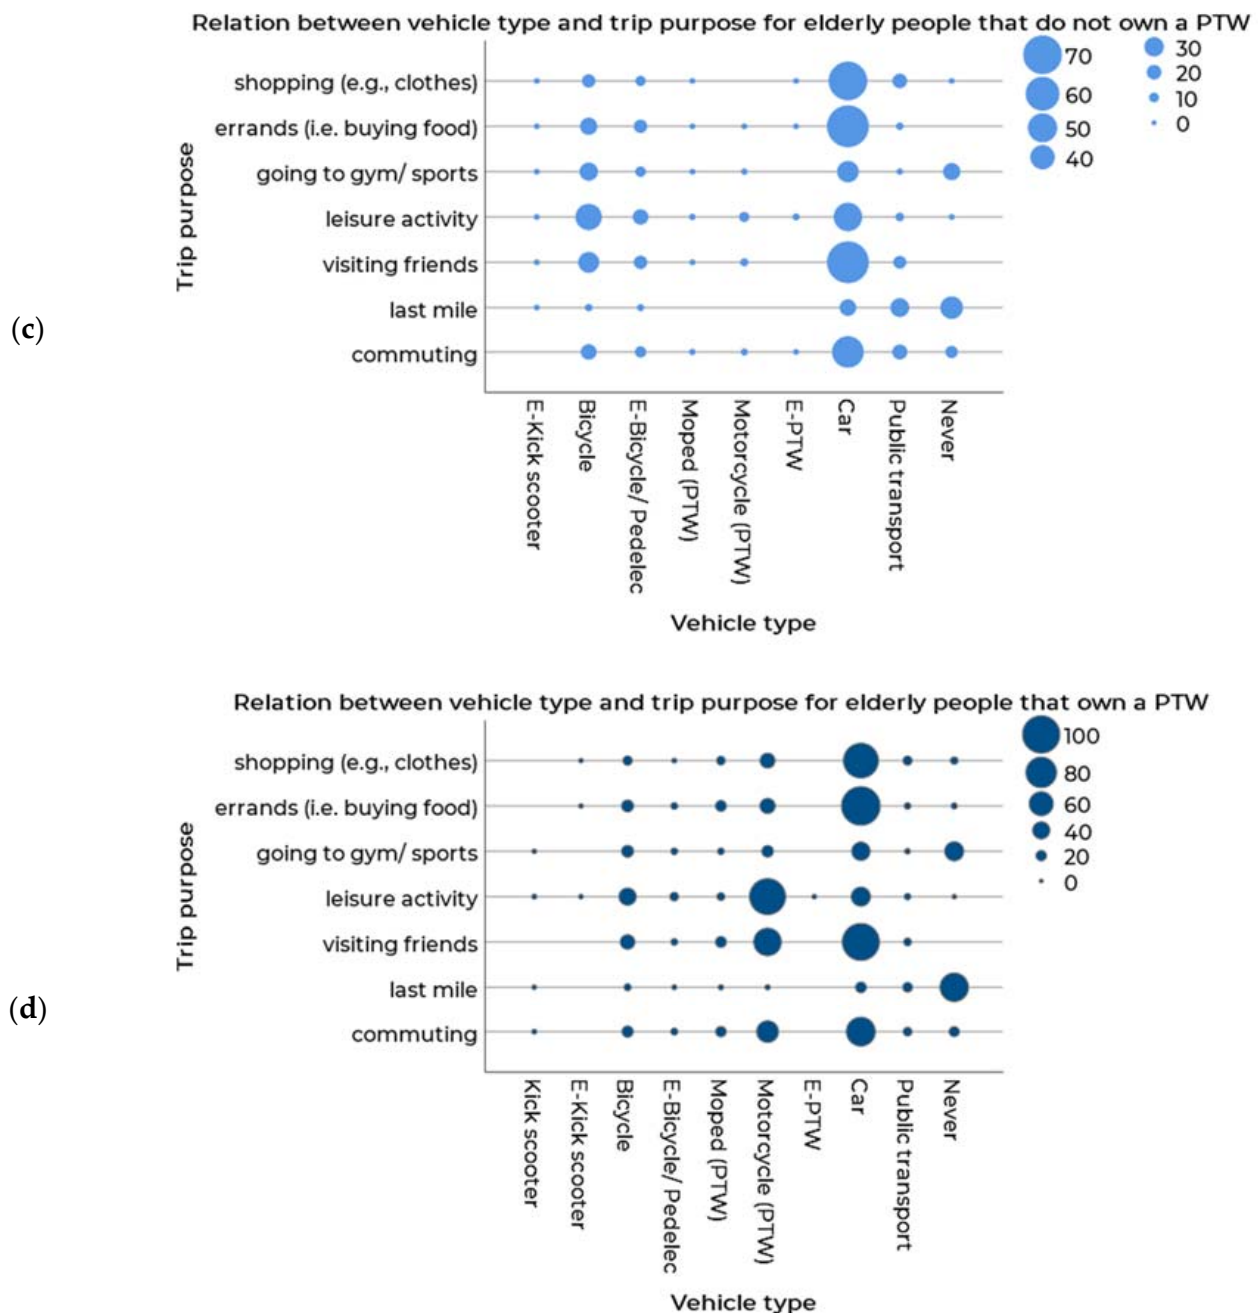 Relation between vehicle type and trip purpose for elderly people that do not own a PTW
70
60
50
40
30
20
10
0
Trip purpose
shopping (e.g., clothes)
errands (i.e. buying food)
going to gym/ sports
leisure activity
visiting friends
last mile
commuting
(c)
E-Kick scooter
Bicycle
E-Bicycle/ Pedelec
Moped (PTW)
Motorcycle (PTW)
E-PTW
Car
Public transport
Never
Vehicle type
Relation between vehicle type and trip purpose for elderly people that own a PTW
100
80
60
40
20
0
Trip purpose
shopping (e.g., clothes)
errands (i.e. buying food)
going to gym/ sports
leisure activity
visiting friends
last mile
commuting
(d)
Kick scooter
E-Kick scooter
Bicycle
E-Bicycle/ Pedelec
Moped (PTW)
Motorcycle (PTW)
E-PTW
Car
Public transport
Never
Vehicle type